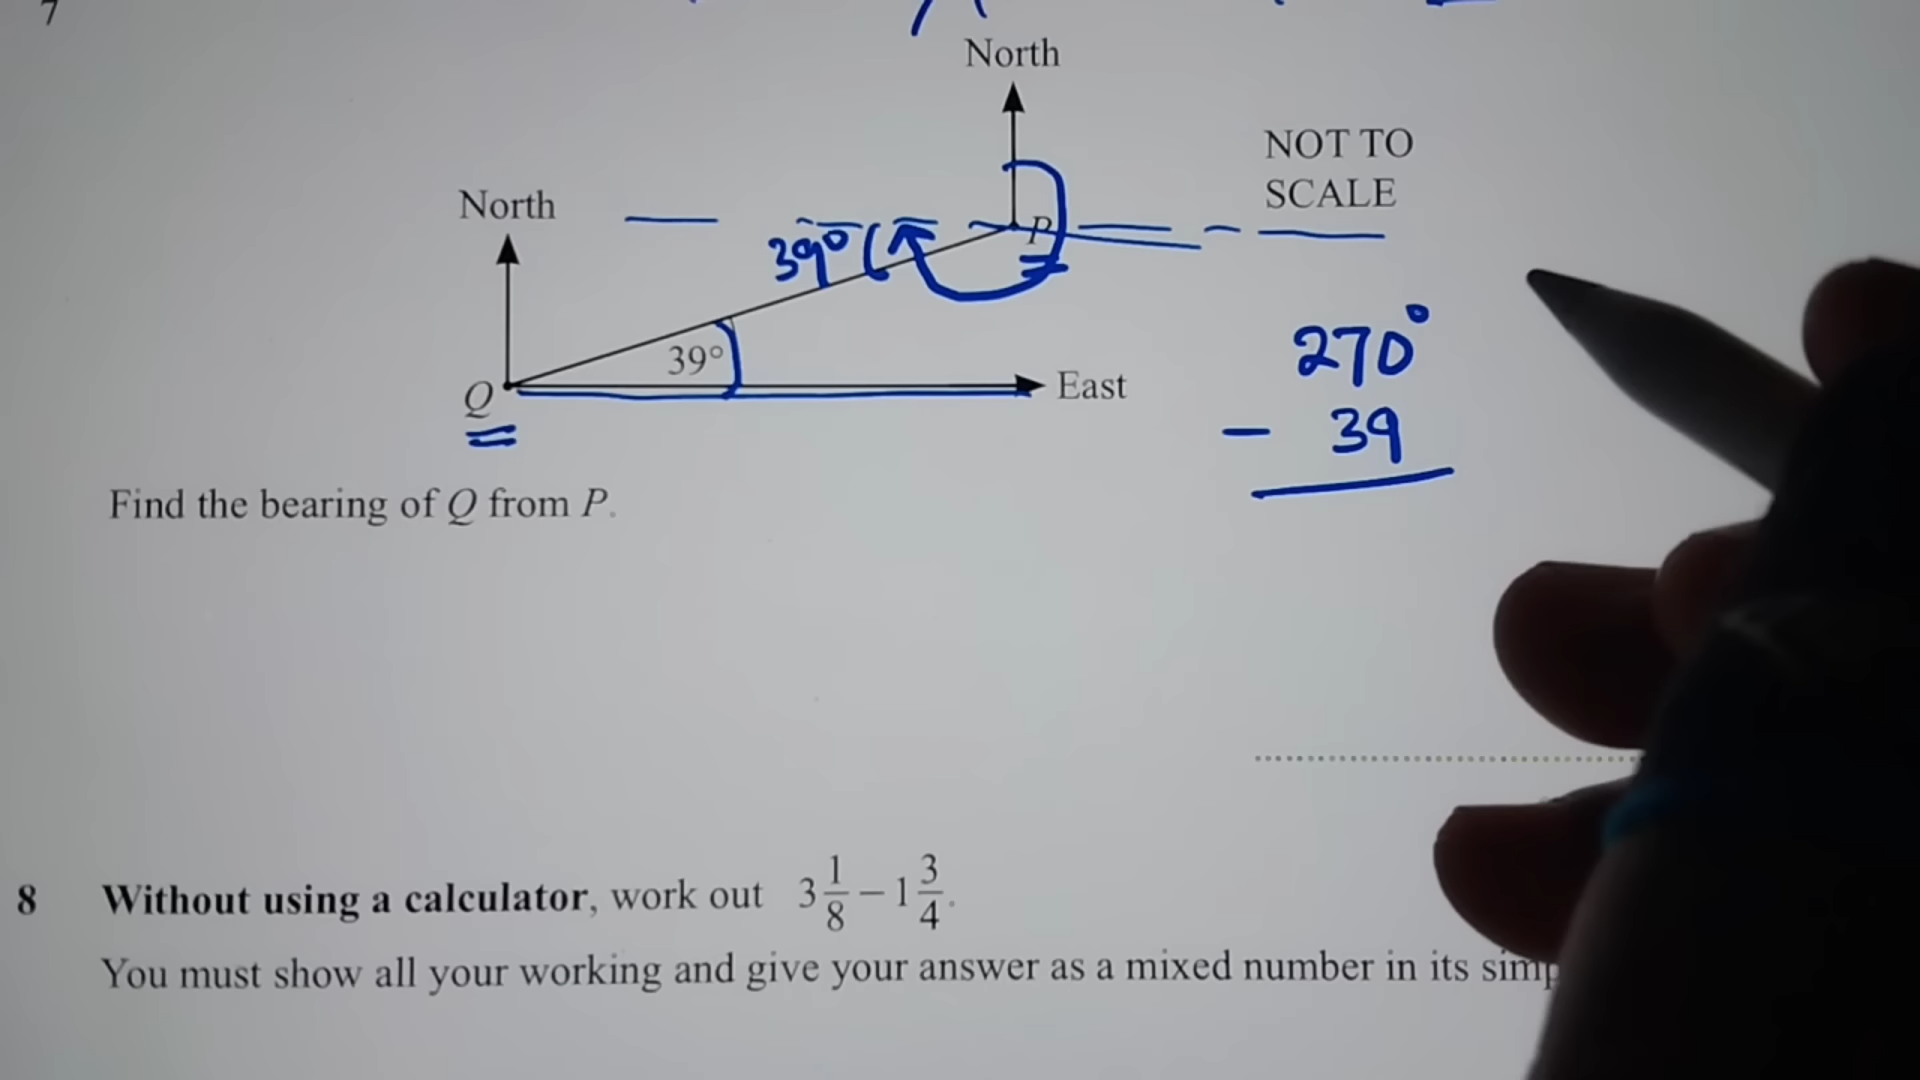 7
North
North
NOT TO
SCALE
P
39°
39°
Q
East
270°
- 39
Find the bearing of Q from P.
8 Without using a calculator, work out 3 1/8 - 1 3/4.
You must show all your working and give your answer as a mixed number in its